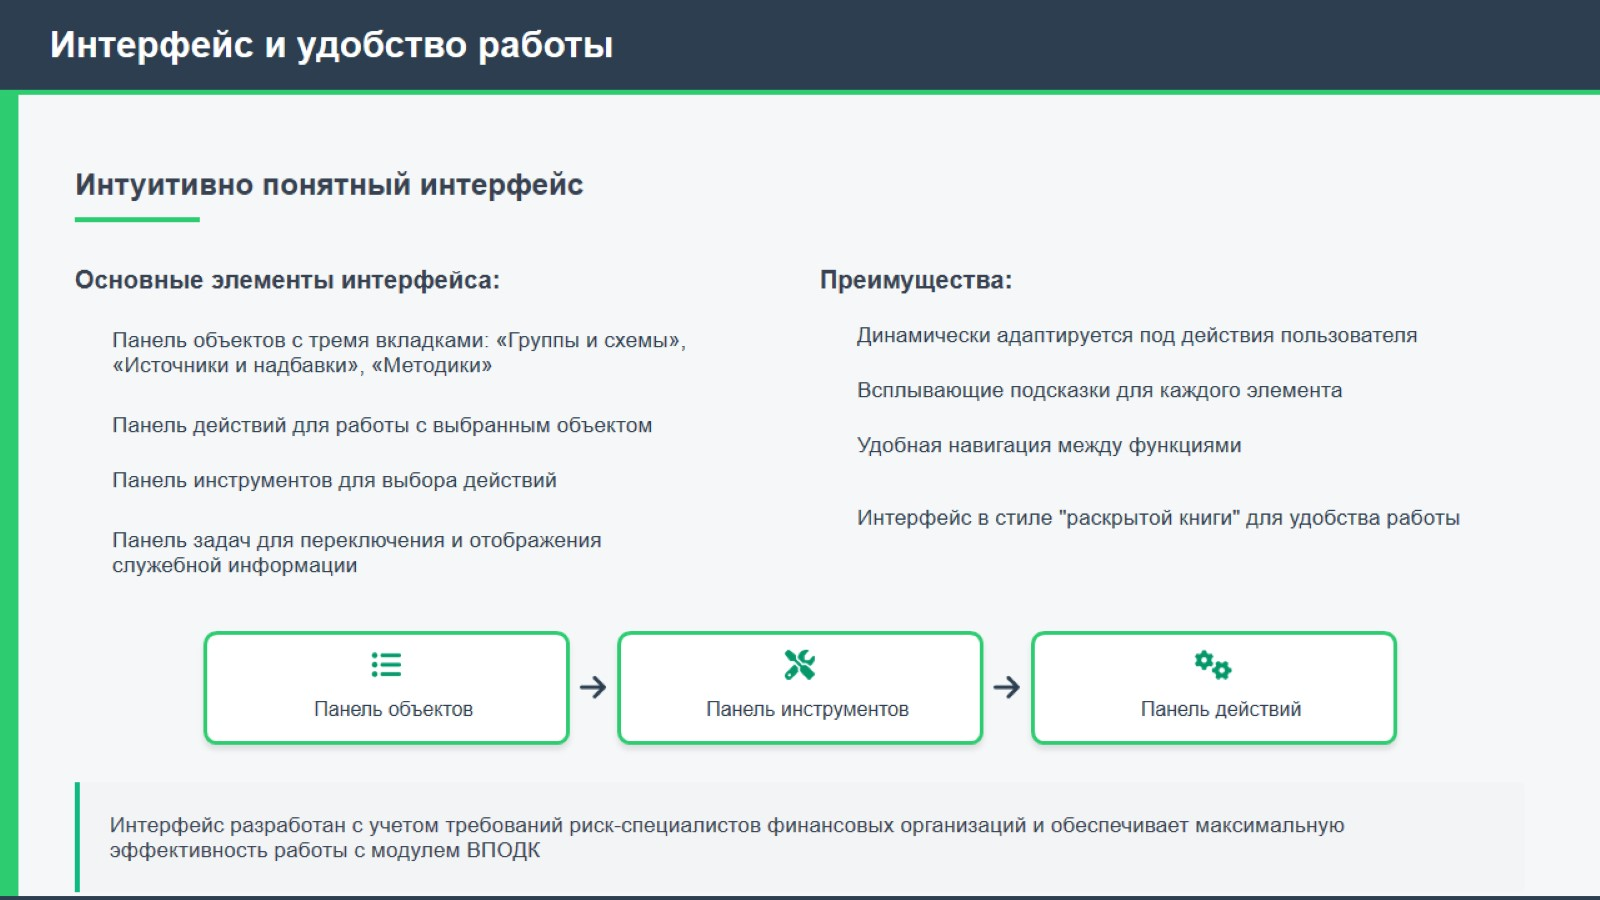 Интерфейс и удобство работы
Интуитивно понятный интерфейс
Основные элементы интерфейса:
Панель объектов с тремя вкладками: «Группы и схемы»,
«Источники и надбавки», «Методики»
Панель действий для работы с выбранным объектом
Панель инструментов для выбора действий
Панель задач для переключения и отображения
служебной информации
Преимущества:
Динамически адаптируется под действия пользователя
Всплывающие подсказки для каждого элемента
Удобная навигация между функциями
Интерфейс в стиле "раскрытой книги" для удобства работы
Панель объектов
Панель инструментов
Панель действий
Интерфейс разработан с учетом требований риск-специалистов финансовых организаций и обеспечивает максимальную
эффективность работы с модулем ВПОДК